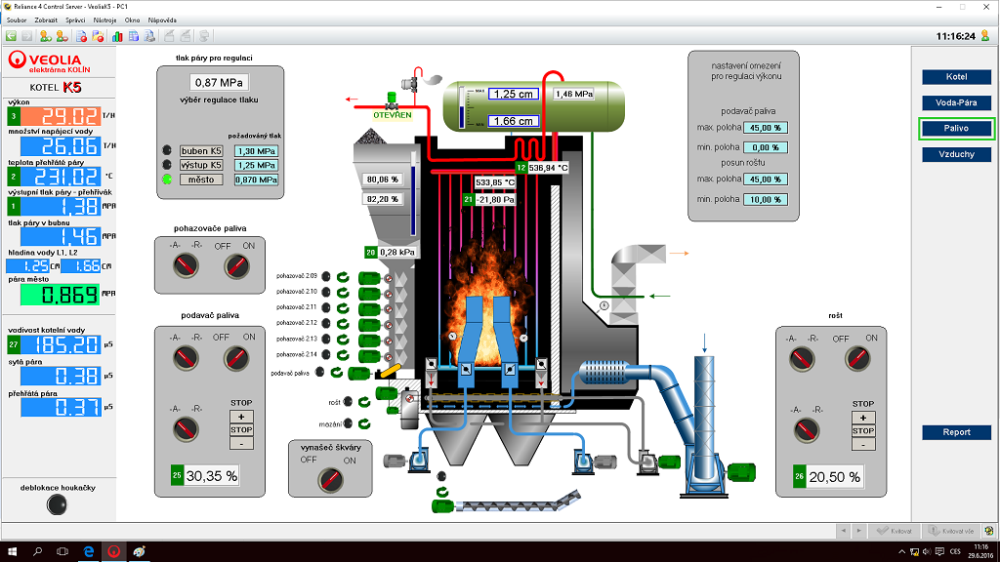 Reliance 4 Control Server - VeoliaK5 - PC1
Soubor Zobrazit Správci Nástroje Okno Nápověda
11:16:24
VEOLIA
elektrárna KOLÍN
KOTEL K5
výkon
3 29.02 T/H
množství napájecí vody
26.06 T/H
teplota přehřáté páry
2 231.02 °C
výstupní tlak páry - přehřívák
1 1.38 MPA
tlak páry v bubnu
1.46 MPA
hladina vody L1, L2
1.25 CM 1.66 CM
pára město
0.869 MPA
vodivost kotelní vody
27 185.20 µS
sytá pára
0.38 µS
přehřátá pára
0.37 µS
deblokace houkačky
tlak páry pro regulaci
0,87 MPa
výběr regulace tlaku
požadováný tlak
buben K5 1,30 MPa
výstup K5 1,25 MPa
město 0,870 MPa
pohazovače paliva
-A- -R- OFF ON
podavač paliva
-A- -R- OFF ON
-A- -R-
STOP
+
STOP
-
25 30,35 %
OTEVŘEN
MAX
MIN
1.25 cm
1.66 cm
1,46 MPa
12 536,94 °C
533,85 °C
21 -21,80 Pa
80,06 %
82,20 %
20 0,28 kPa
pohazovač 2.09
pohazovač 2.10
pohazovač 2.11
pohazovač 2.12
pohazovač 2.13
pohazovač 2.14
podavač paliva
rošt
mazání
vynašeč škváry
OFF ON
nastavení omezení
pro regulaci výkonu
podavač paliva
max. poloha 45,00 %
min. poloha 0,00 %
posun roštu
max. poloha 45,00 %
min. poloha 10,00 %
rošt
-A- -R- OFF ON
-A- -R-
STOP
+
STOP
-
26 20,50 %
Kotel
Voda-Pára
Palivo
Vzduchy
Report
Kvitovat
Kvitovat vše
CES
11:16
29.6.2016